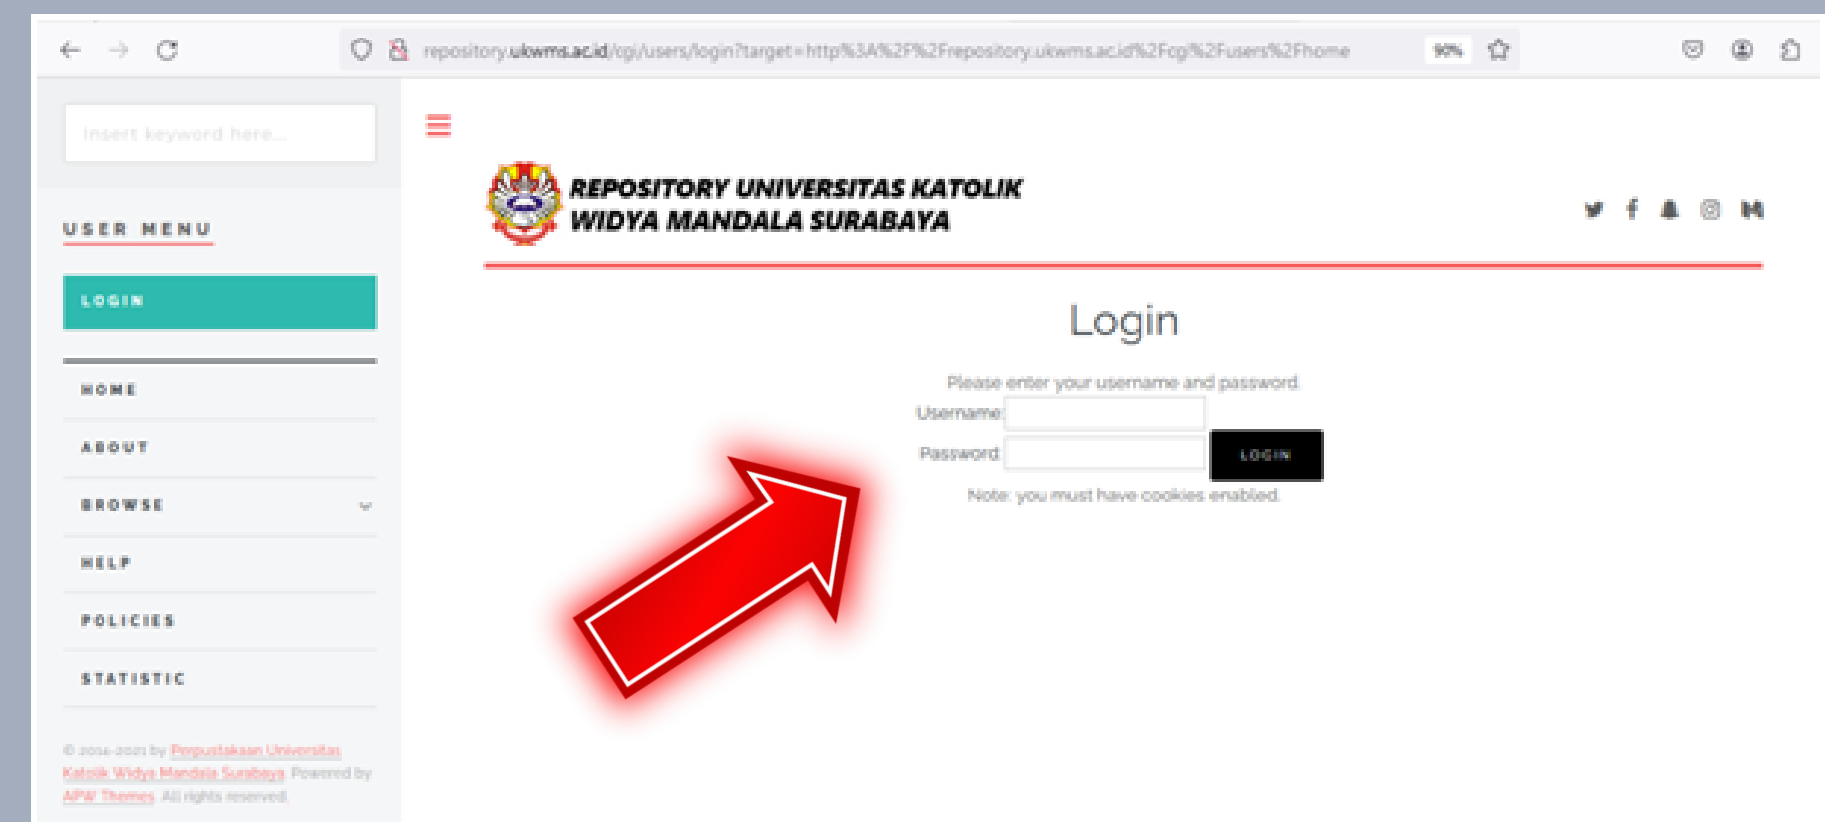 repository.ukwms.ac.id/cgi/users/login?target=http%3A%2F%2Frepository.ukwms.ac.id%2Fcgi%2Fusers%2Fhome
90%
Insert keyword here...
USER MENU
LOGIN
HOME
ABOUT
BROWSE
HELP
POLICIES
STATISTIC
© 2014-2021 by Perpustakaan Universitas
Katolik Widya Mandala Surabaya. Powered by
APW Themes. All rights reserved.
REPOSITORY UNIVERSITAS KATOLIK
WIDYA MANDALA SURABAYA
Login
Please enter your username and password.
Username:
Password:
LOGIN
Note: you must have cookies enabled.